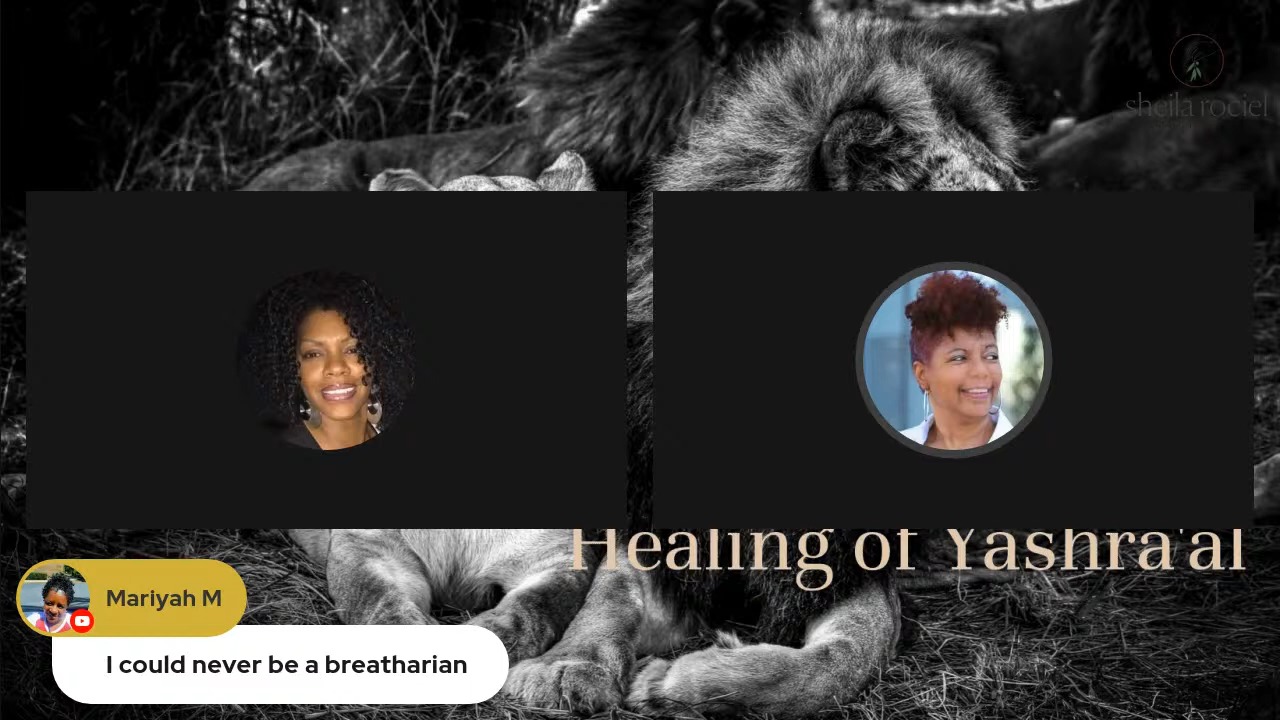 sheila rociel
Healing of Yashra'al
Mariyah M
I could never be a breatharian